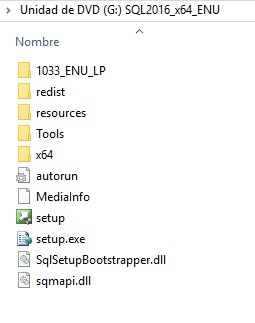 Unidad de DVD (G:) SQL2016_x64_ENU
Nombre
1033_ENU_LP
redist
resources
Tools
x64
autorun
MediaInfo
setup
setup.exe
SqlSetupBootstrapper.dll
sqmapi.dll